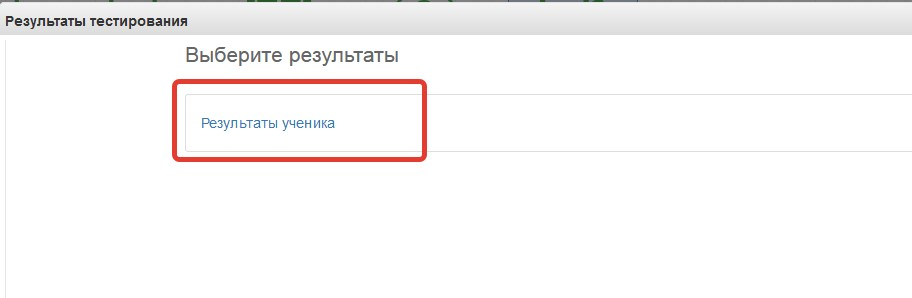 Результаты тестирования
Выберите результаты
Результаты ученика